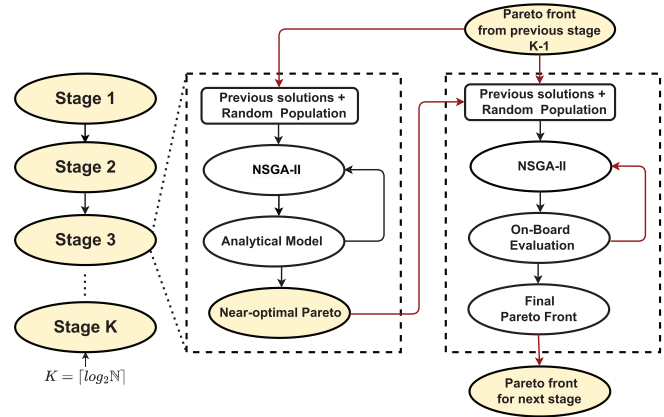 Pareto front
from previous stage
K-1
Stage 1
Stage 2
Stage 3
Stage K
K = ⌈log₂ℕ⌉
Previous solutions +
Random Population
NSGA-II
Analytical Model
Near-optimal Pareto
Previous solutions +
Random Population
NSGA-II
On-Board
Evaluation
Final
Pareto Front
Pareto front
for next stage